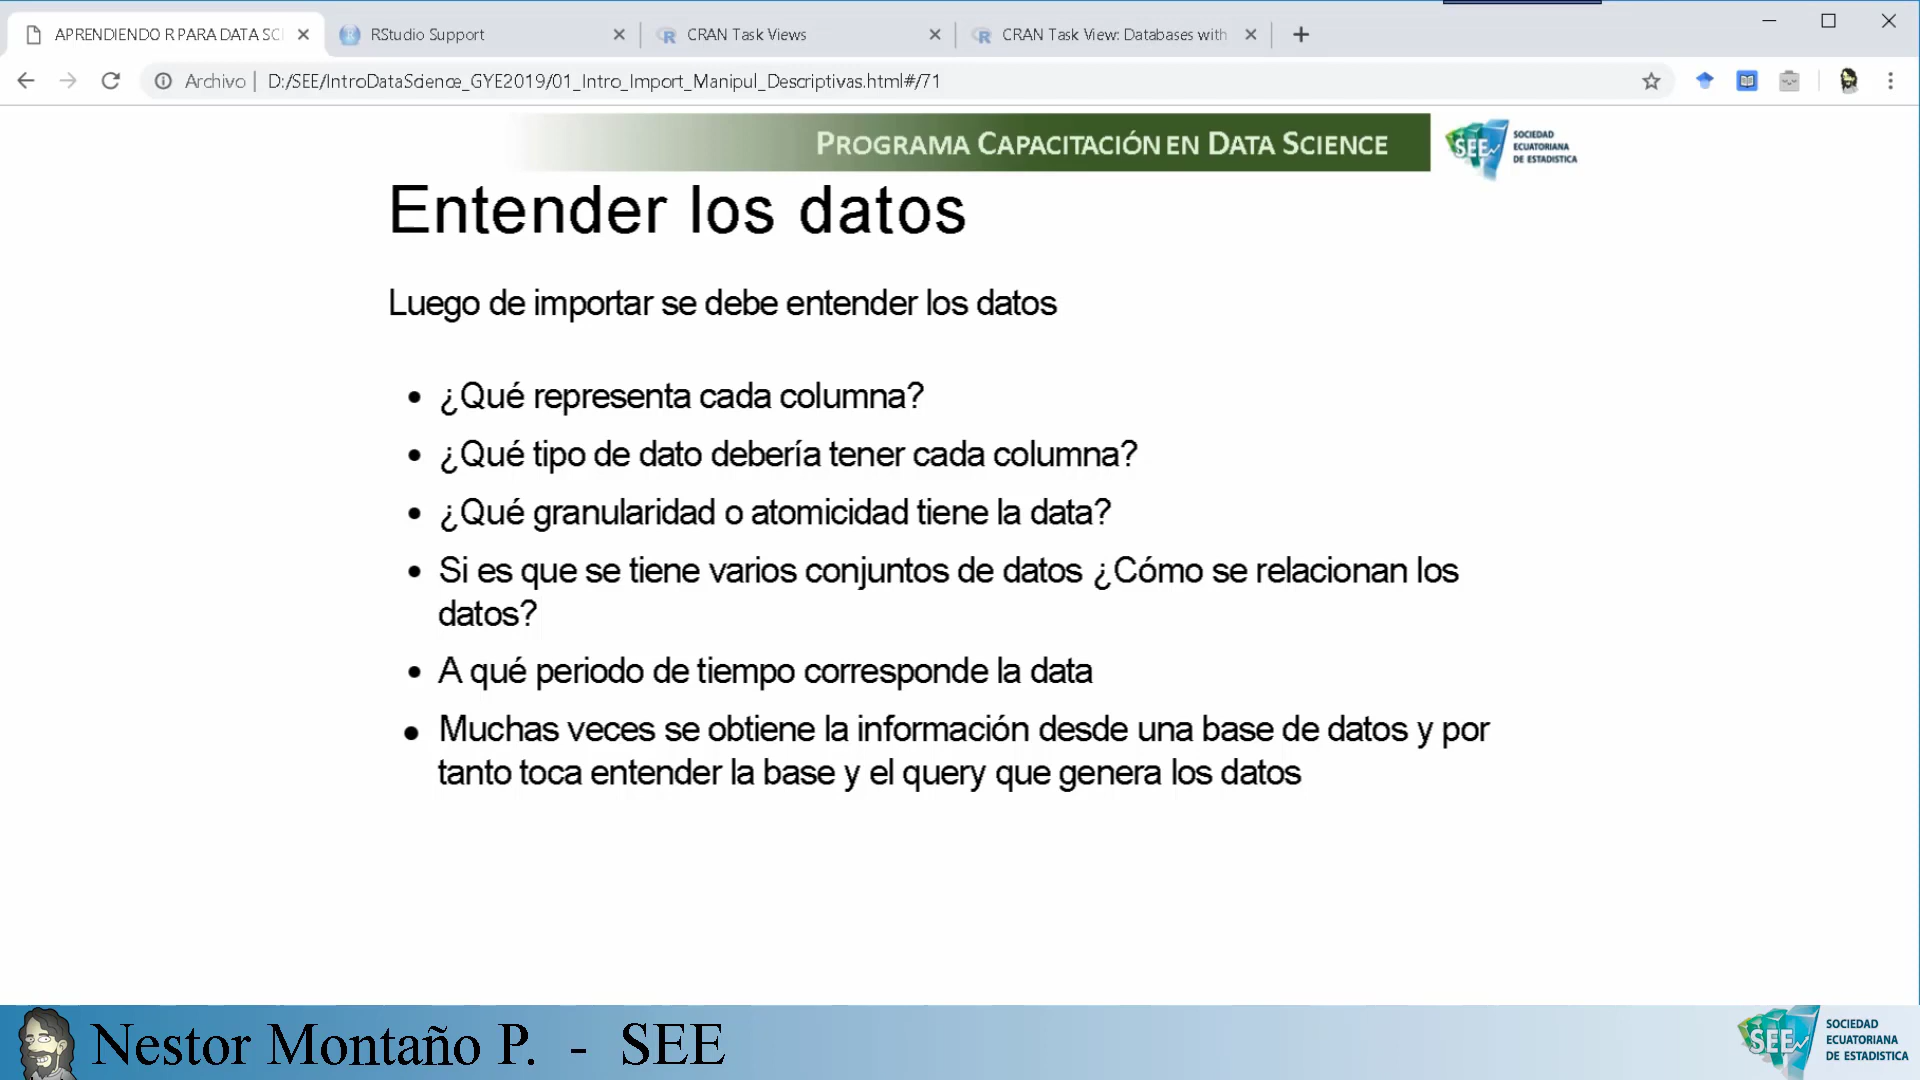 APRENDIENDO R PARA DATA SC
RStudio Support
CRAN Task Views
CRAN Task View: Databases with
Archivo | D:/SEE/IntroDataScience_GYE2019/01_Intro_Import_Manipul_Descriptivas.html#/71
PROGRAMA CAPACITACIÓN EN DATA SCIENCE
SEE
SOCIEDAD
ECUATORIANA
DE ESTADISTICA
Entender los datos
Luego de importar se debe entender los datos
• ¿Qué representa cada columna?
• ¿Qué tipo de dato debería tener cada columna?
• ¿Qué granularidad o atomicidad tiene la data?
• Si es que se tiene varios conjuntos de datos ¿Cómo se relacionan los
datos?
• A qué periodo de tiempo corresponde la data
• Muchas veces se obtiene la información desde una base de datos y por
tanto toca entender la base y el query que genera los datos
Nestor Montaño P. - SEE
SEE
SOCIEDAD
ECUATORIANA
DE ESTADISTICA